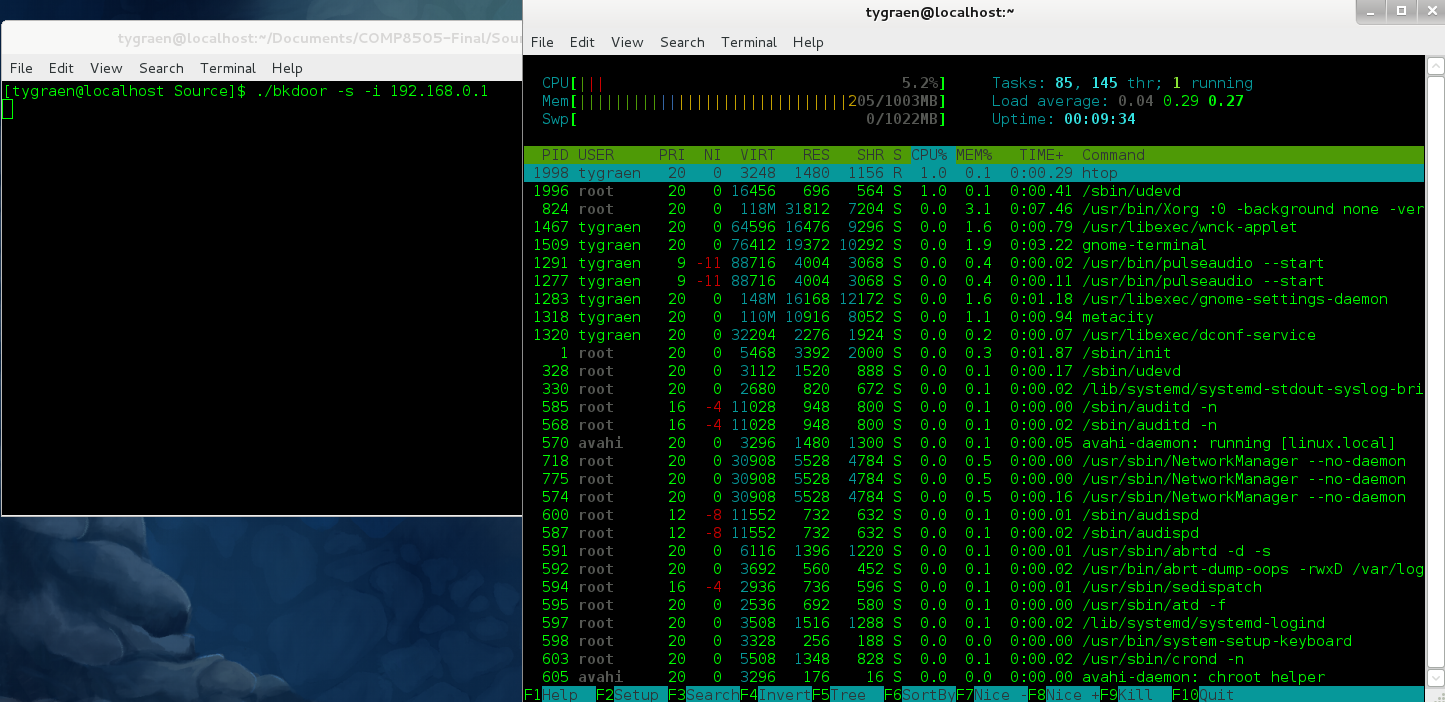 tygraen@localhost:~/Documents/COMP8505-Final/Sour
File Edit View Search Terminal Help
[tygraen@localhost Source]$ ./bkdoor -s -i 192.168.0.1
tygraen@localhost:~
File Edit View Search Terminal Help
CPU[||| 5.2%] Tasks: 85, 145 thr; 1 running
Mem[||||||||||||||||||||||||||||||205/1003MB] Load average: 0.04 0.29 0.27
Swp[ 0/1022MB] Uptime: 00:09:34
PID USER PRI NI VIRT RES SHR S CPU% MEM% TIME+ Command
1998 tygraen 20 0 3248 1480 1156 R 1.0 0.1 0:00.29 htop
1996 root 20 0 16456 696 564 S 1.0 0.1 0:00.41 /sbin/udevd
824 root 20 0 118M 31812 7204 S 0.0 3.1 0:07.46 /usr/bin/Xorg :0 -background none -ver
1467 tygraen 20 0 64596 16476 9296 S 0.0 1.6 0:00.79 /usr/libexec/wnck-applet
1509 tygraen 20 0 76412 19372 10292 S 0.0 1.9 0:03.22 gnome-terminal
1291 tygraen 9 -11 88716 4004 3068 S 0.0 0.4 0:00.02 /usr/bin/pulseaudio --start
1277 tygraen 9 -11 88716 4004 3068 S 0.0 0.4 0:00.11 /usr/bin/pulseaudio --start
1283 tygraen 20 0 148M 16168 12172 S 0.0 1.6 0:01.18 /usr/libexec/gnome-settings-daemon
1318 tygraen 20 0 110M 10916 8052 S 0.0 1.1 0:00.94 metacity
1320 tygraen 20 0 32204 2276 1924 S 0.0 0.2 0:00.07 /usr/libexec/dconf-service
1 root 20 0 5468 3392 2000 S 0.0 0.3 0:01.87 /sbin/init
328 root 20 0 3112 1520 888 S 0.0 0.1 0:00.17 /sbin/udevd
330 root 20 0 2680 820 672 S 0.0 0.1 0:00.02 /lib/systemd/systemd-stdout-syslog-bri
585 root 16 -4 11028 948 800 S 0.0 0.1 0:00.00 /sbin/auditd -n
568 root 16 -4 11028 948 800 S 0.0 0.1 0:00.02 /sbin/auditd -n
570 avahi 20 0 3296 1480 1300 S 0.0 0.1 0:00.05 avahi-daemon: running [linux.local]
718 root 20 0 30908 5528 4784 S 0.0 0.5 0:00.00 /usr/sbin/NetworkManager --no-daemon
775 root 20 0 30908 5528 4784 S 0.0 0.5 0:00.00 /usr/sbin/NetworkManager --no-daemon
574 root 20 0 30908 5528 4784 S 0.0 0.5 0:00.16 /usr/sbin/NetworkManager --no-daemon
600 root 12 -8 11552 732 632 S 0.0 0.1 0:00.00 /sbin/audispd
587 root 12 -8 11552 732 632 S 0.0 0.1 0:00.02 /sbin/audispd
591 root 20 0 6116 1396 1220 S 0.0 0.1 0:00.01 /usr/sbin/abrtd -d -s
592 root 20 0 3692 560 452 S 0.0 0.1 0:00.02 /usr/bin/abrt-dump-oops -rwxD /var/log
594 root 16 -4 2936 736 596 S 0.0 0.1 0:00.01 /usr/sbin/sedispatch
595 root 20 0 2536 692 580 S 0.0 0.1 0:00.00 /usr/sbin/atd -f
597 root 20 0 3508 1516 1288 S 0.0 0.1 0:00.02 /lib/systemd/systemd-logind
598 root 20 0 3328 256 188 S 0.0 0.0 0:00.00 /usr/bin/system-setup-keyboard
603 root 20 0 5508 1348 828 S 0.0 0.1 0:00.02 /usr/sbin/crond -n
605 avahi 20 0 3296 176 16 S 0.0 0.0 0:00.00 avahi-daemon: chroot helper
F1Help F2Setup F3SearchF4InvertF5Tree F6SortByF7Nice -F8Nice +F9Kill F10Quit